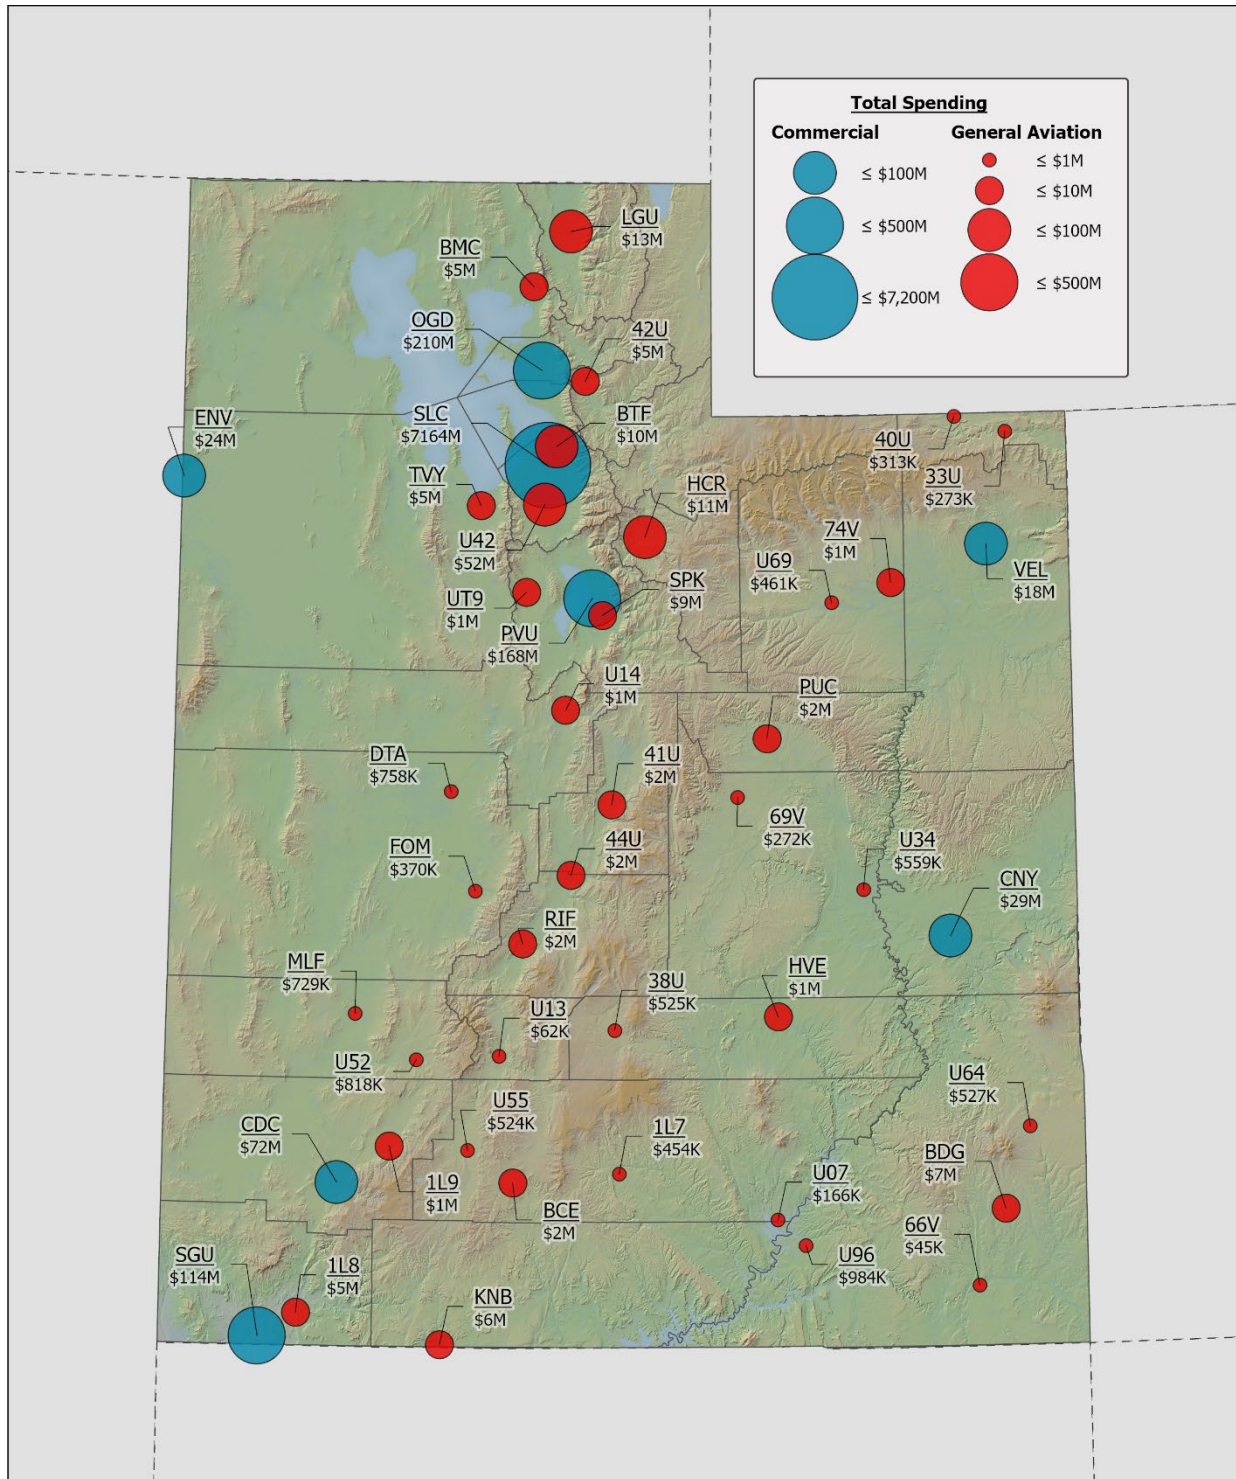 Total Spending
Commercial
General Aviation
≤ $100M
≤ $500M
≤ $7,200M
≤ $1M
≤ $10M
≤ $100M
≤ $500M
LGU
$13M
BMC
$5M
OGD
$210M
42U
$5M
ENV
$24M
SLC
$7164M
BTF
$10M
40U
$313K
33U
$273K
TVY
$5M
HCR
$11M
U42
$52M
74V
$1M
U69
$461K
VEL
$18M
UT9
$1M
SPK
$9M
PVU
$168M
U14
$1M
PUC
$2M
DTA
$758K
41U
$2M
69V
$272K
FOM
$370K
44U
$2M
U34
$559K
CNY
$29M
RIF
$2M
MLF
$729K
38U
$525K
HVE
$1M
U13
$62K
U52
$818K
U64
$527K
U55
$524K
CDC
$72M
1L7
$454K
BDG
$7M
1L9
$1M
BCE
$2M
U07
$166K
66V
$45K
U96
$984K
SGU
$114M
1L8
$5M
KNB
$6M